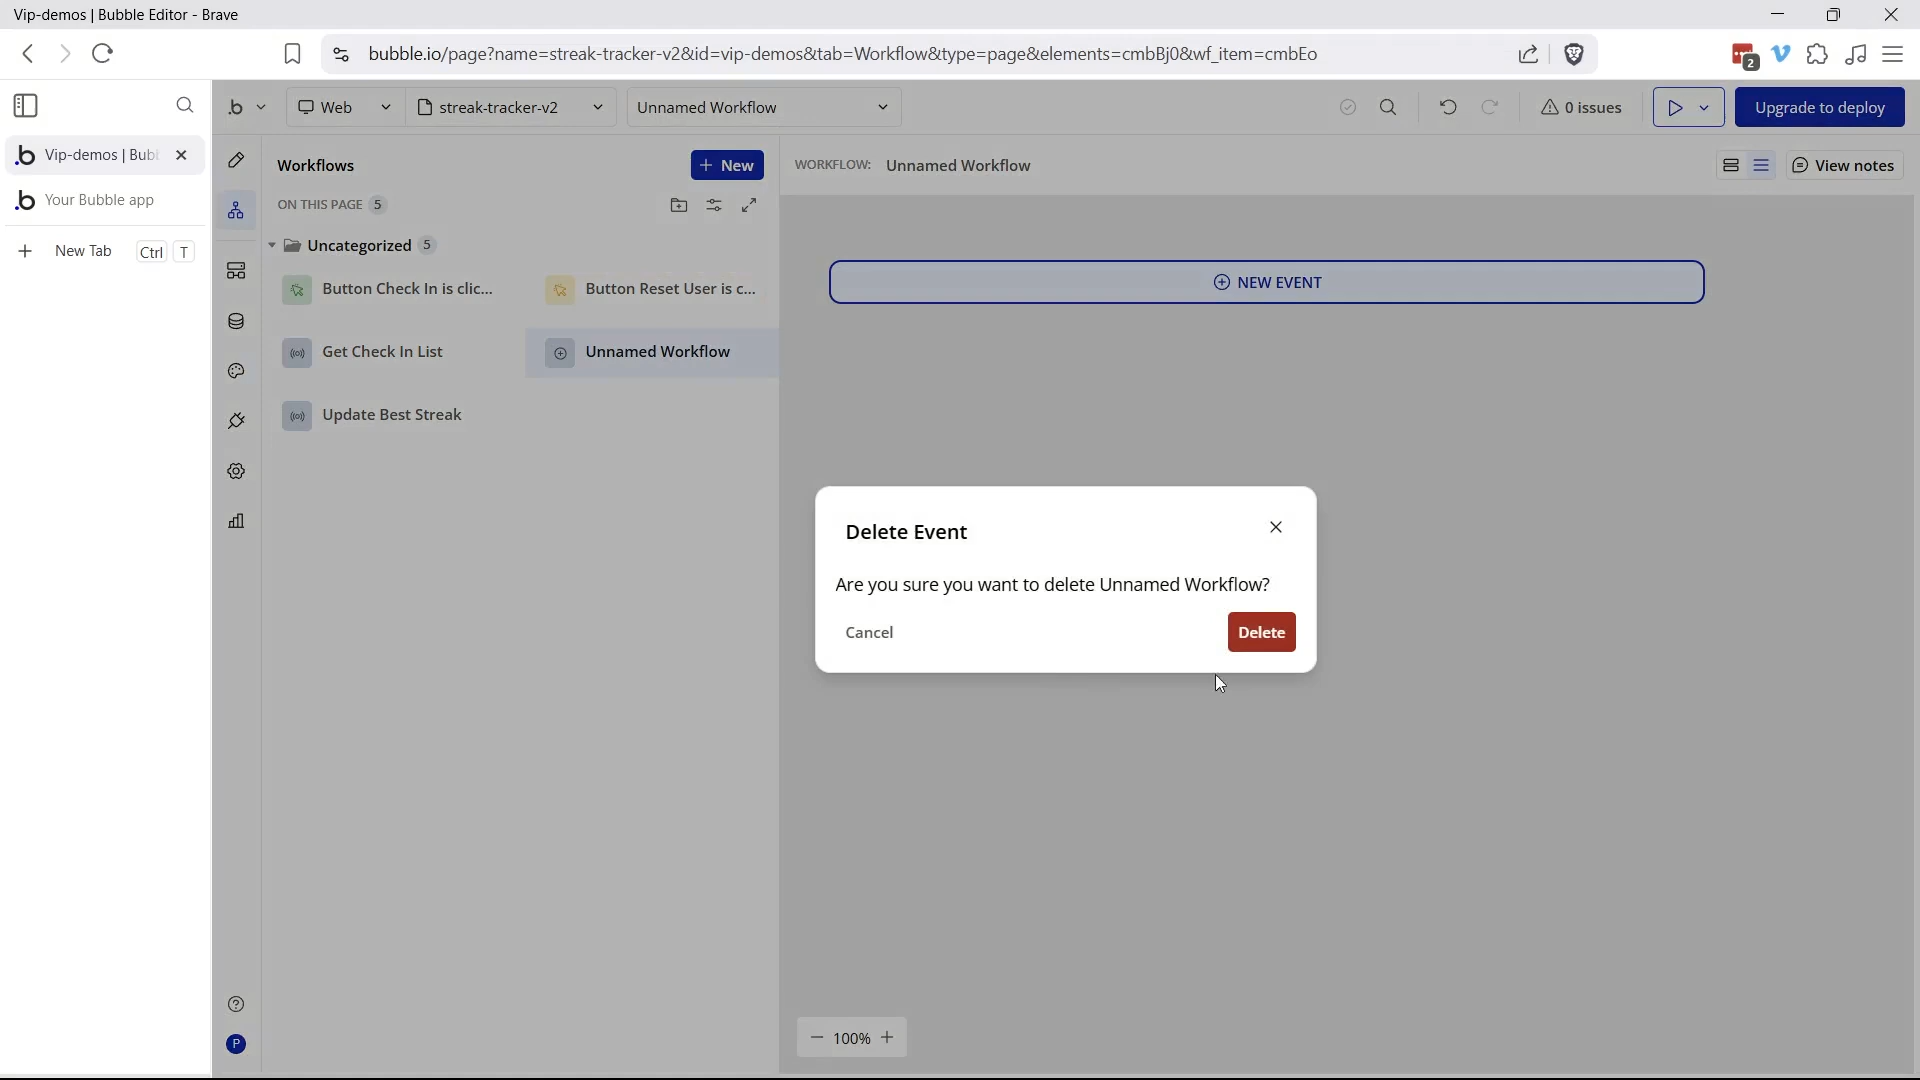 Vip-demos | Bubble Editor - Brave
bubble.io/page?name=streak-tracker-v2&id=vip-demos&tab=Workflow&type=page&elements=cmbBj0&wf_item=cmbEo
2
Vip-demos | Bubb
Your Bubble app
New Tab Ctrl T
Web
streak-tracker-v2
Unnamed Workflow
0 issues
Upgrade to deploy
Workflows
+ New
ON THIS PAGE 5
Uncategorized 5
Button Check In is clic...
Button Reset User is c...
Get Check In List
Unnamed Workflow
Update Best Streak
WORKFLOW: Unnamed Workflow
View notes
NEW EVENT
Delete Event
Are you sure you want to delete Unnamed Workflow?
Cancel
Delete
100%
P